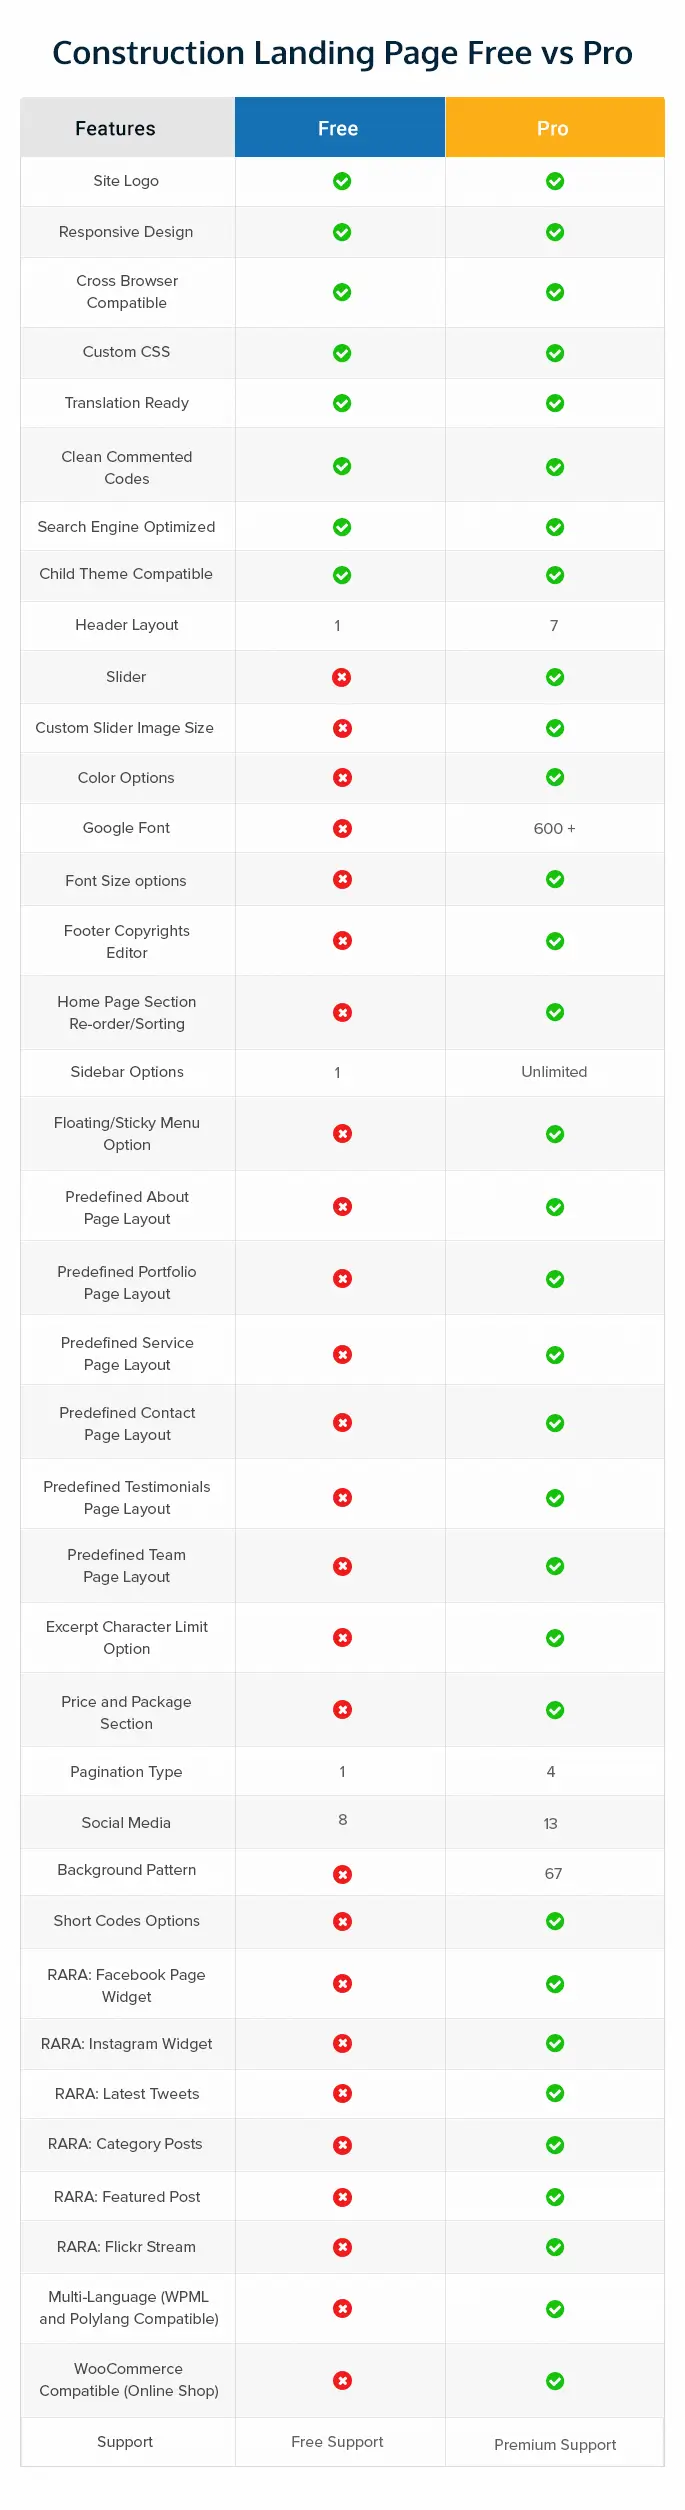 Construction Landing Page Free vs Pro
Features Free Pro
Site Logo
Responsive Design
Cross Browser
Compatible
Custom CSS
Translation Ready
Clean Commented
Codes
Search Engine Optimized
Child Theme Compatible
Header Layout 1 7
Slider
Custom Slider Image Size
Color Options
Google Font 600 +
Font Size options
Footer Copyrights
Editor
Home Page Section
Re-order/Sorting
Sidebar Options 1 Unlimited
Floating/Sticky Menu
Option
Predefined About
Page Layout
Predefined Portfolio
Page Layout
Predefined Service
Page Layout
Predefined Contact
Page Layout
Predefined Testimonials
Page Layout
Predefined Team
Page Layout
Excerpt Character Limit
Option
Price and Package
Section
Pagination Type 1 4
Social Media 8 13
Background Pattern 67
Short Codes Options
RARA: Facebook Page
Widget
RARA: Instagram Widget
RARA: Latest Tweets
RARA: Category Posts
RARA: Featured Post
RARA: Flickr Stream
Multi-Language (WPML
and Polylang Compatible)
WooCommerce
Compatible (Online Shop)
Support Free Support Premium Support